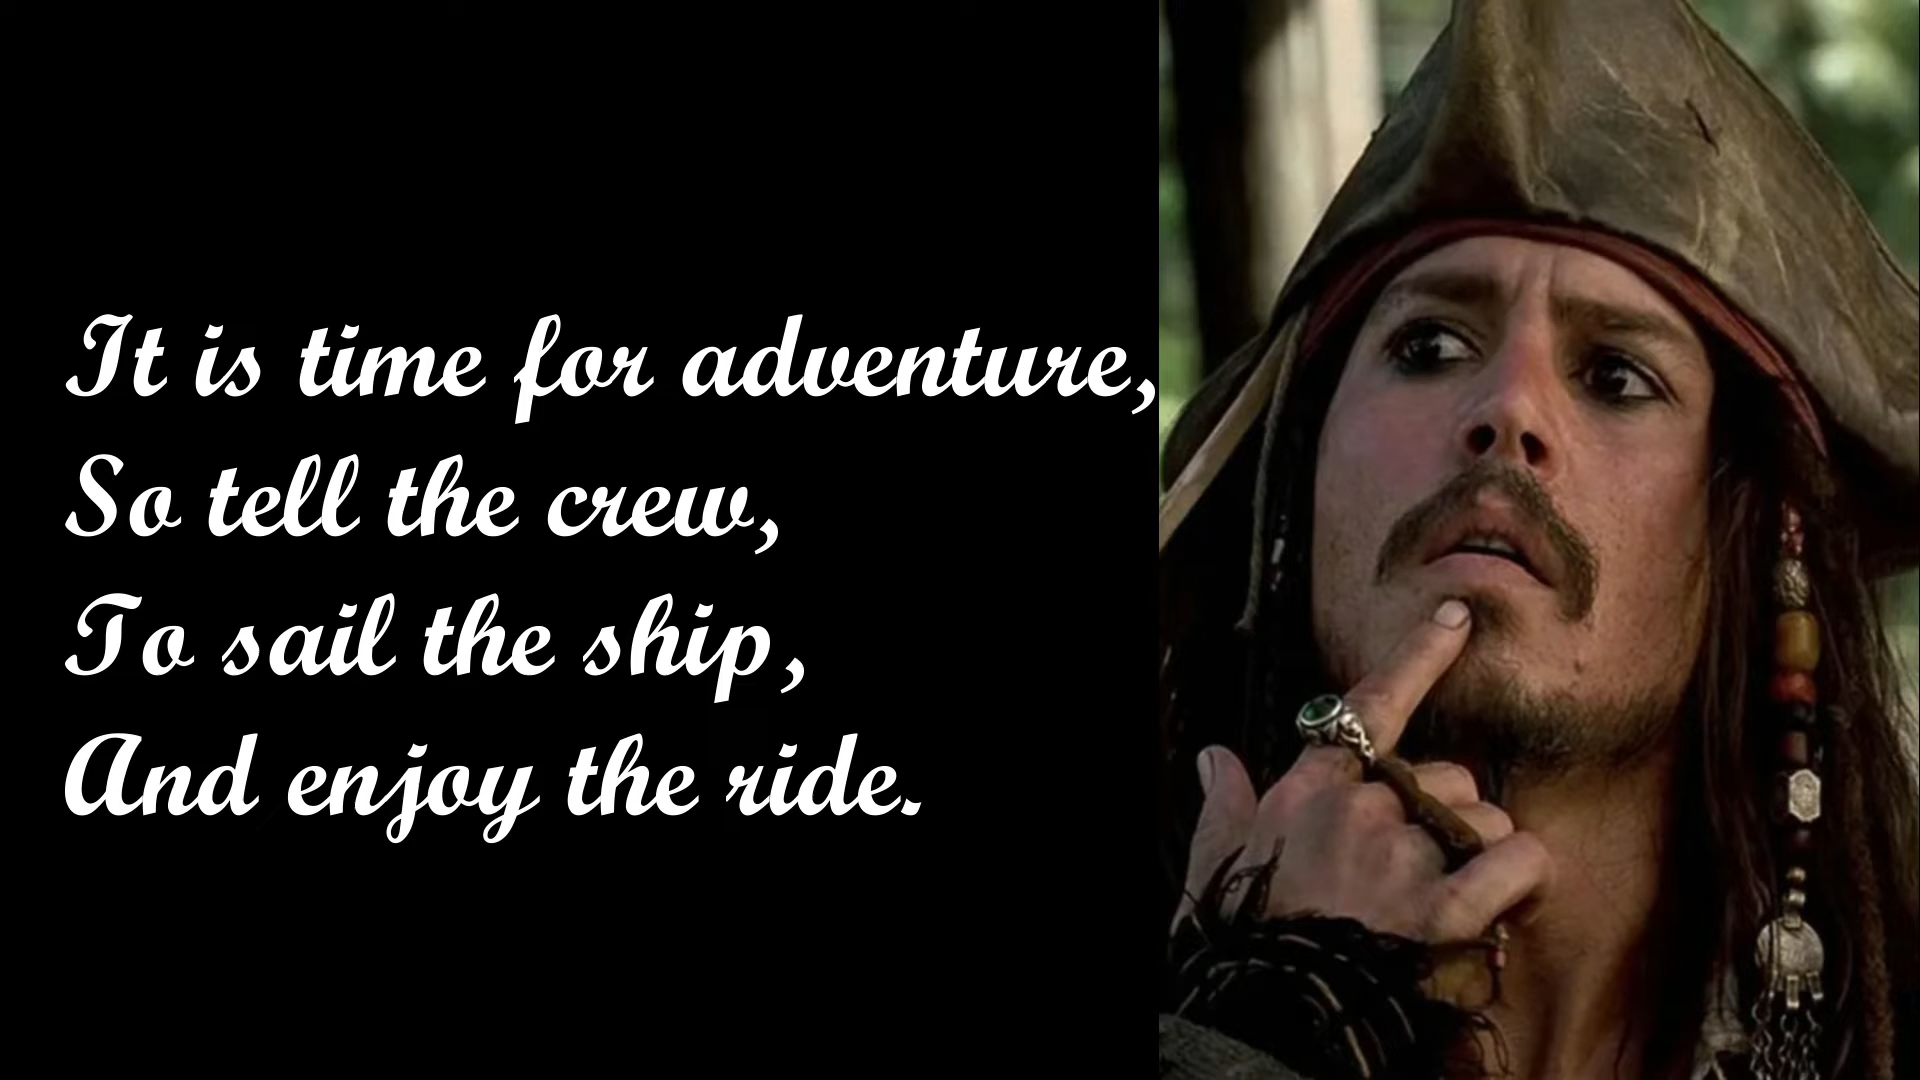 It is time for adventure,
So tell the crew,
To sail the ship,
And enjoy the ride.